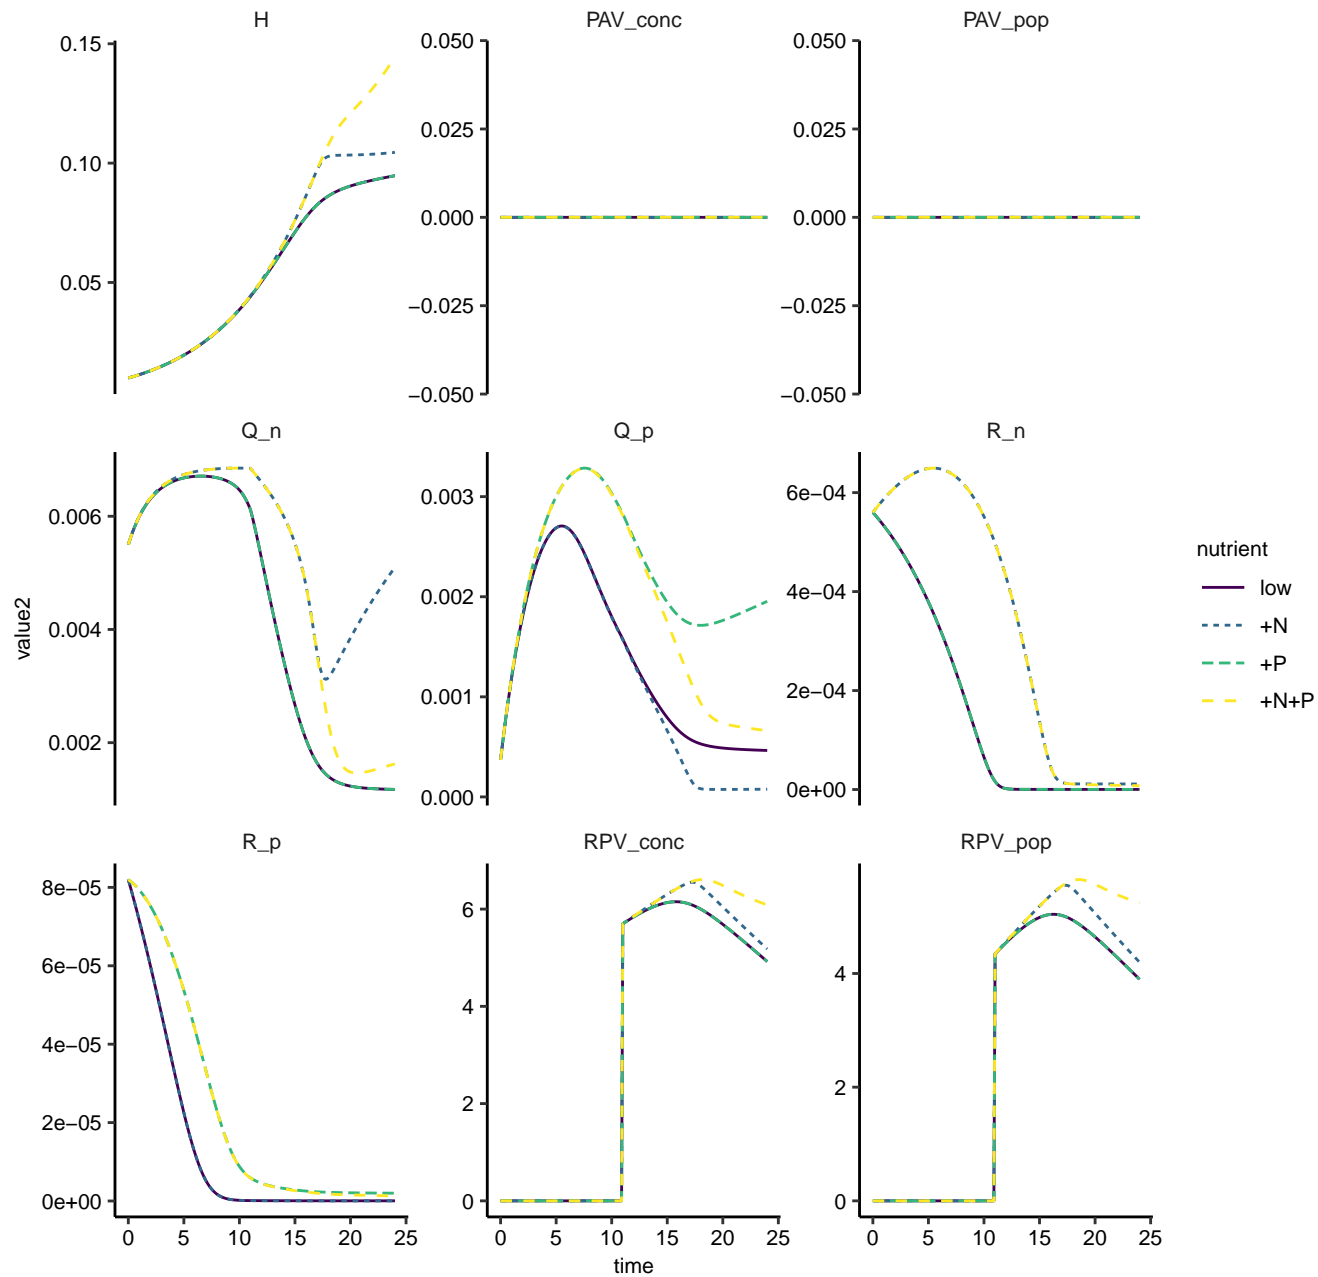 H
PAV_conc
PAV_pop
0.15
0.10
0.05
0.050
0.025
0.000
−0.025
−0.050
0.050
0.025
0.000
−0.025
−0.050
Q_n
Q_p
R_n
0.006
0.004
0.002
0.003
0.002
0.001
0.000
6e−04
4e−04
2e−04
0e+00
value2
nutrient
low
+N
+P
+N+P
R_p
RPV_conc
RPV_pop
8e−05
6e−05
4e−05
2e−05
0e+00
6
4
2
0
4
2
0
0 5 10 15 20 25
0 5 10 15 20 25
0 5 10 15 20 25
time